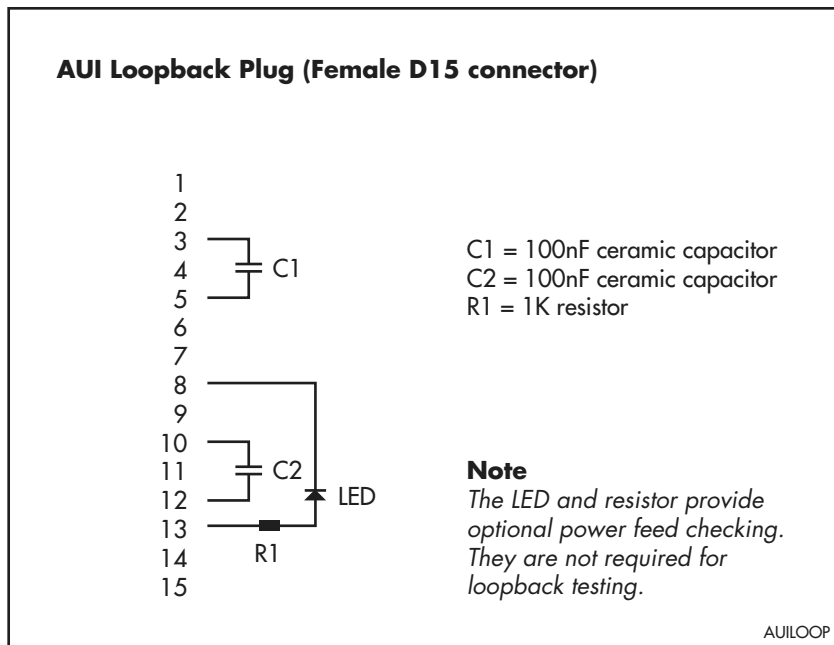 AUI Loopback Plug (Female D15 connector)
1
2
3
4
5
6
7
8
9
10
11
12
13
14
15
C1
C2
LED
R1
C1 = 100nF ceramic capacitor
C2 = 100nF ceramic capacitor
R1 = 1K resistor
Note
The LED and resistor provide
optional power feed checking.
They are not required for
loopback testing.
AUILOOP